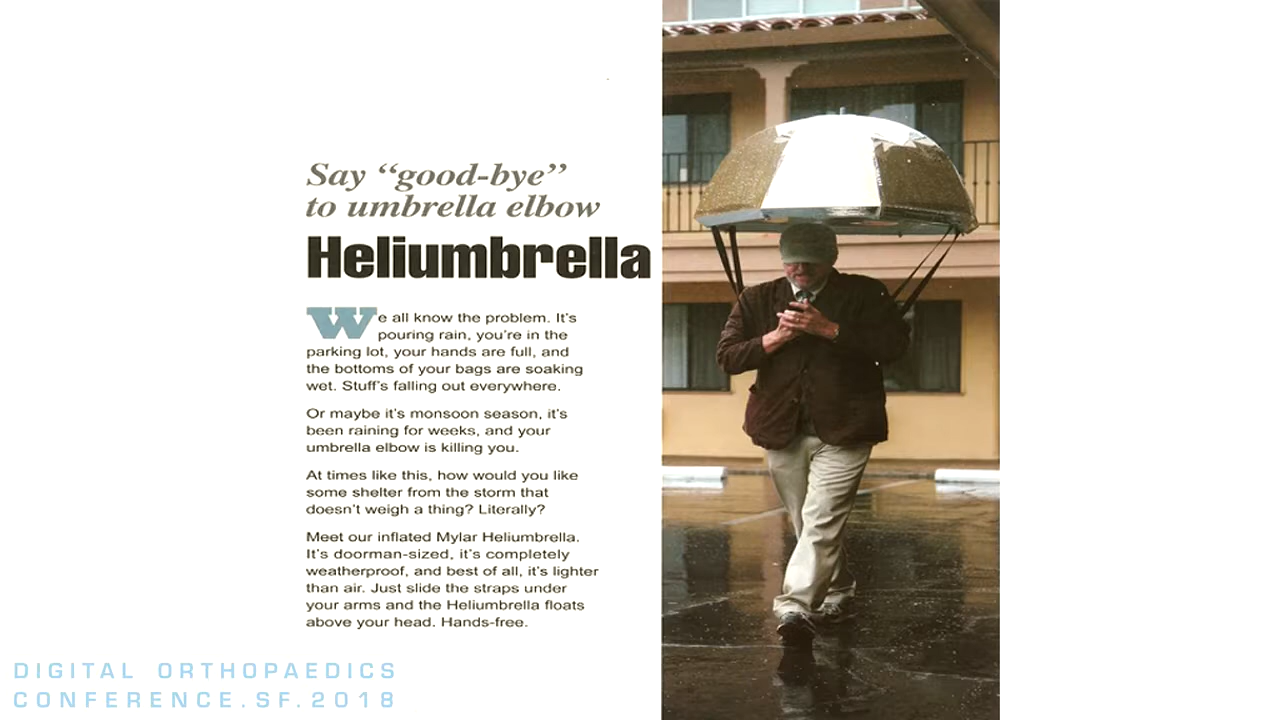 Say “good-bye”
to umbrella elbow
Heliumbrella
We all know the problem. It's
pouring rain, you're in the
parking lot, your hands are full, and
the bottoms of your bags are soaking
wet. Stuff's falling out everywhere.
Or maybe it's monsoon season, it's
been raining for weeks, and your
umbrella elbow is killing you.
At times like this, how would you like
some shelter from the storm that
doesn't weigh a thing? Literally?
Meet our inflated Mylar Heliumbrella.
It's doorman-sized, it's completely
weatherproof, and best of all, it's lighter
than air. Just slide the straps under
your arms and the Heliumbrella floats
above your head. Hands-free.
DIGITAL ORTHOPAEDICS
CONFERENCE.SF.2018